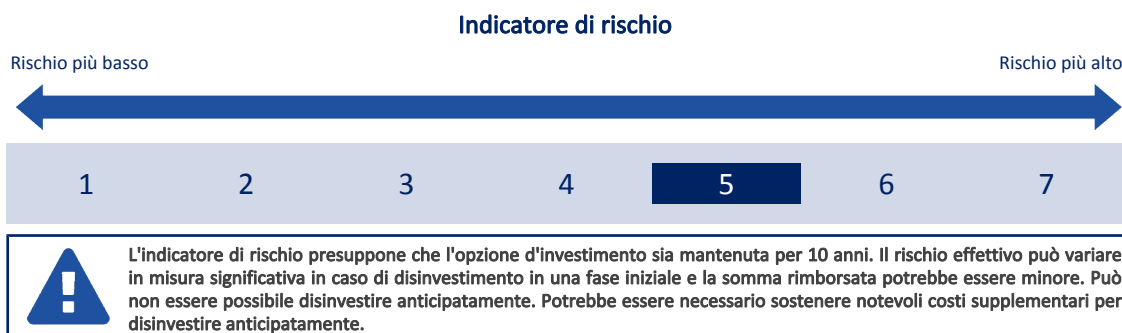 Indicatore di rischio
Rischio più basso
Rischio più alto
1 2 3 4 5 6 7
L'indicatore di rischio presuppone che l'opzione d'investimento sia mantenuta per 10 anni. Il rischio effettivo può variare
in misura significativa in caso di disinvestimento in una fase iniziale e la somma rimborsata potrebbe essere minore. Può
non essere possibile disinvestire anticipatamente. Potrebbe essere necessario sostenere notevoli costi supplementari per
disinvestire anticipatamente.